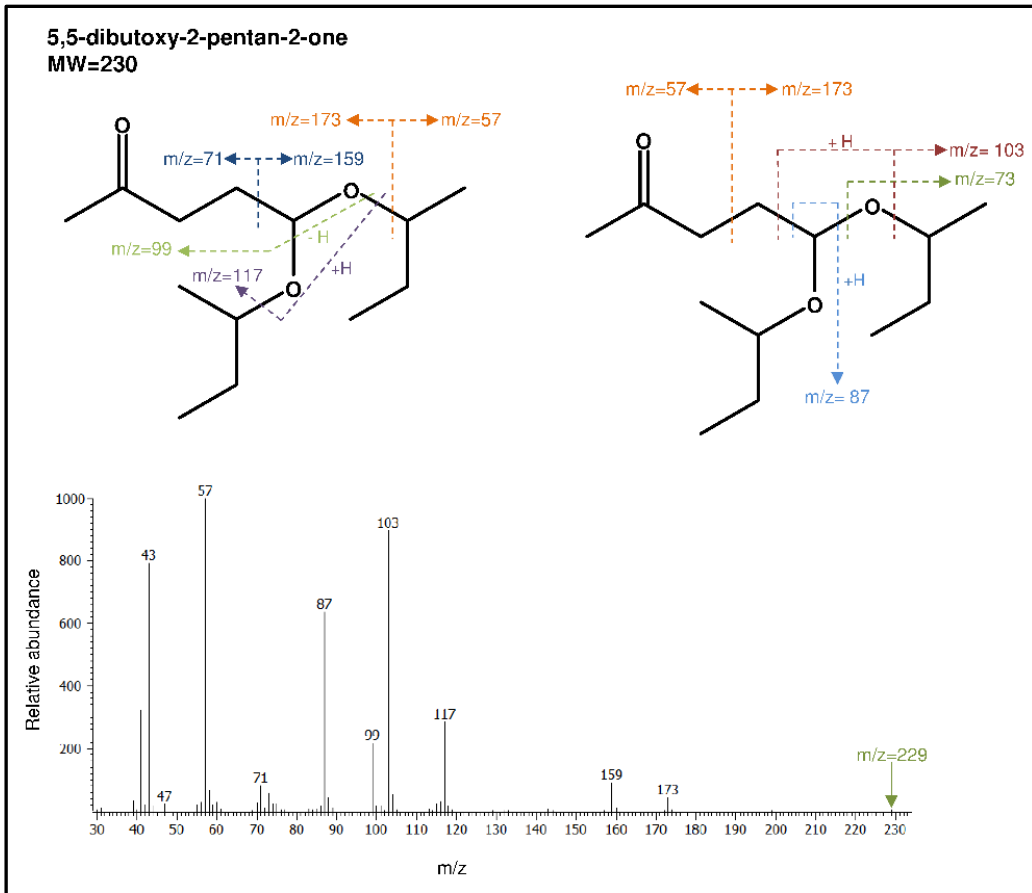 5,5-dibutoxy-2-pentan-2-one
MW=230
m/z=173
m/z=57
m/z=71
m/z=159
O
O
- H
m/z=99
+H
m/z=117
O
m/z=57
m/z=173
+ H
m/z= 103
m/z=73
O
O
+H
O
m/z= 87
Relative abundance
1000
800
600
400
200
57
43
103
87
117
99
71
47
159
173
m/z=229
30 40 50 60 70 80 90 100 110 120 130 140 150 160 170 180 190 200 210 220 230
m/z